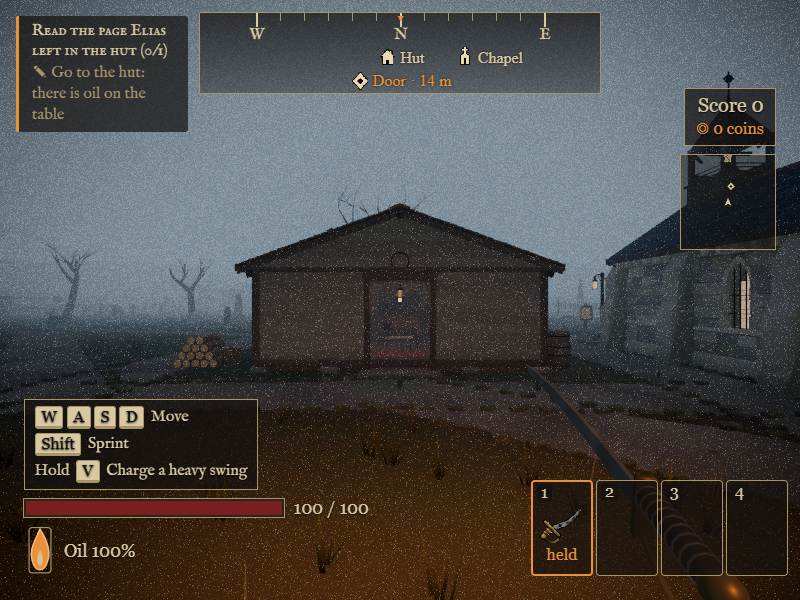 Read the page Elias
left in the hut (0/1)
Go to the hut:
there is oil on the
table
W N E
Hut Chapel
Door · 14 m
Score 0
0 coins
W A S D Move
Shift Sprint
Hold V Charge a heavy swing
100 / 100
Oil 100%
1 2 3 4
held